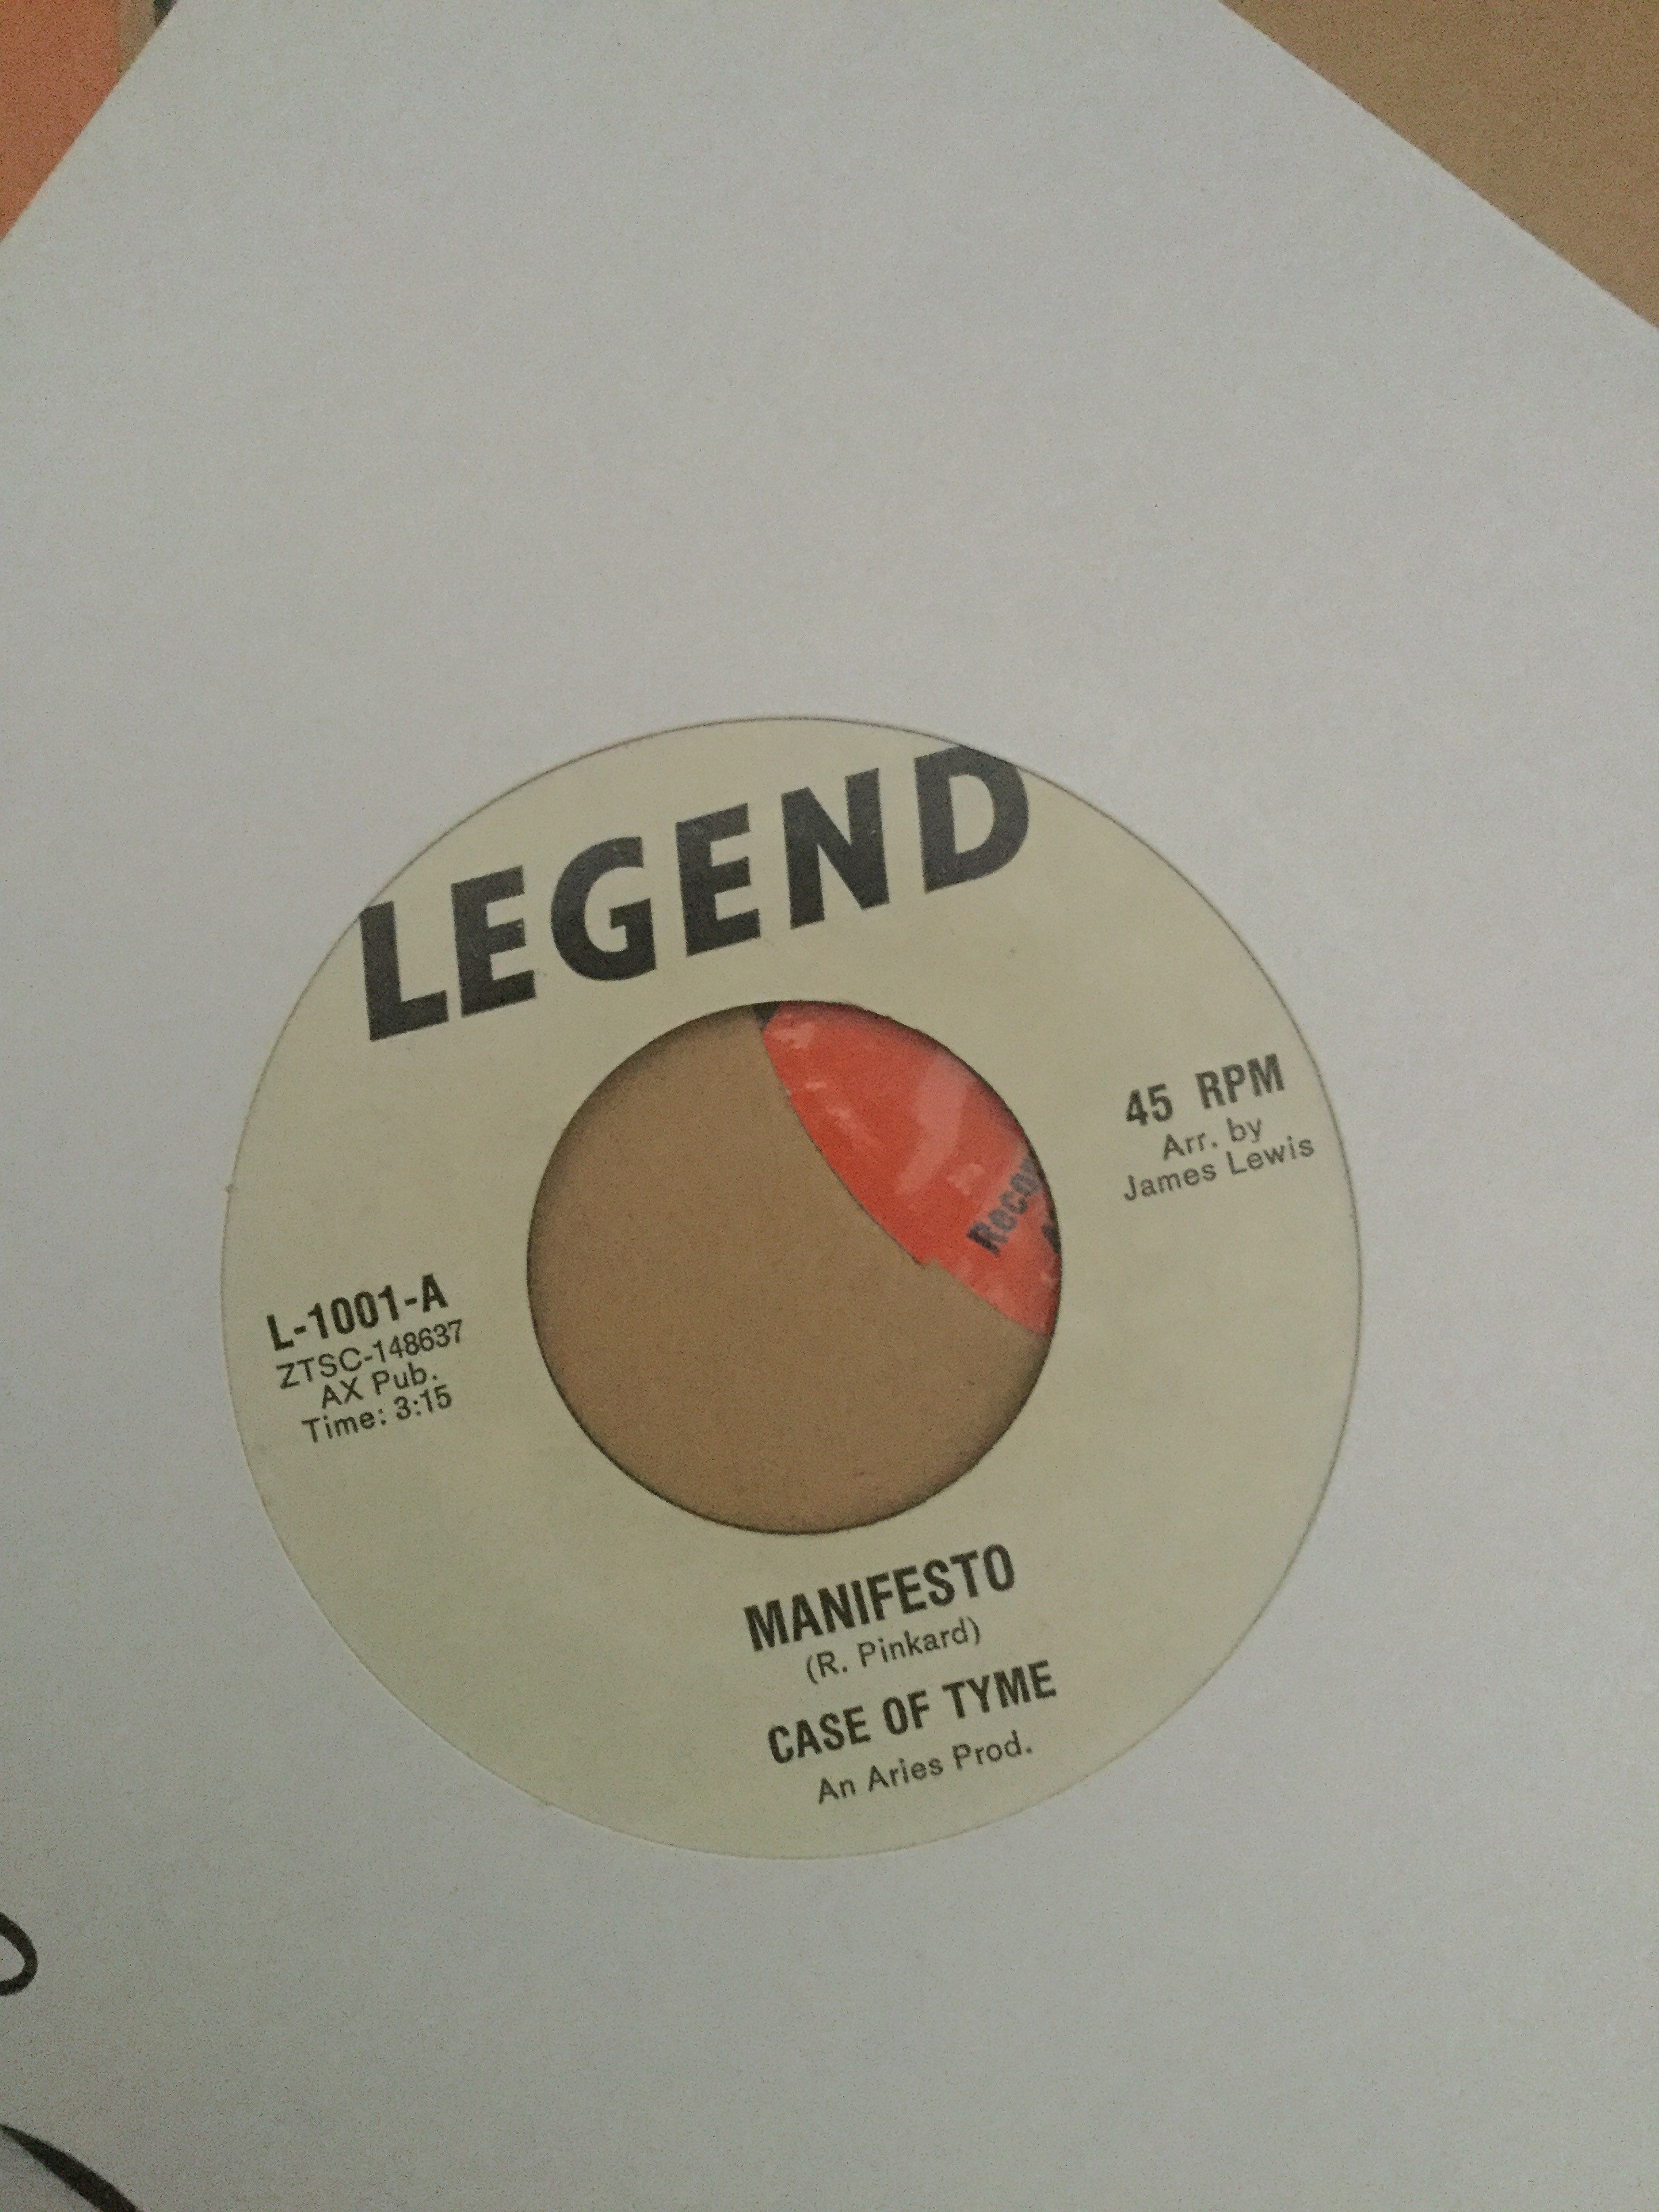 LEGEND
45 RPM
Arr. by
James Lewis
L-1001-A
ZTSC-148637
AX Pub.
Time: 3:15
MANIFESTO
(R. Pinkard)
CASE OF TYME
An Aries Prod.